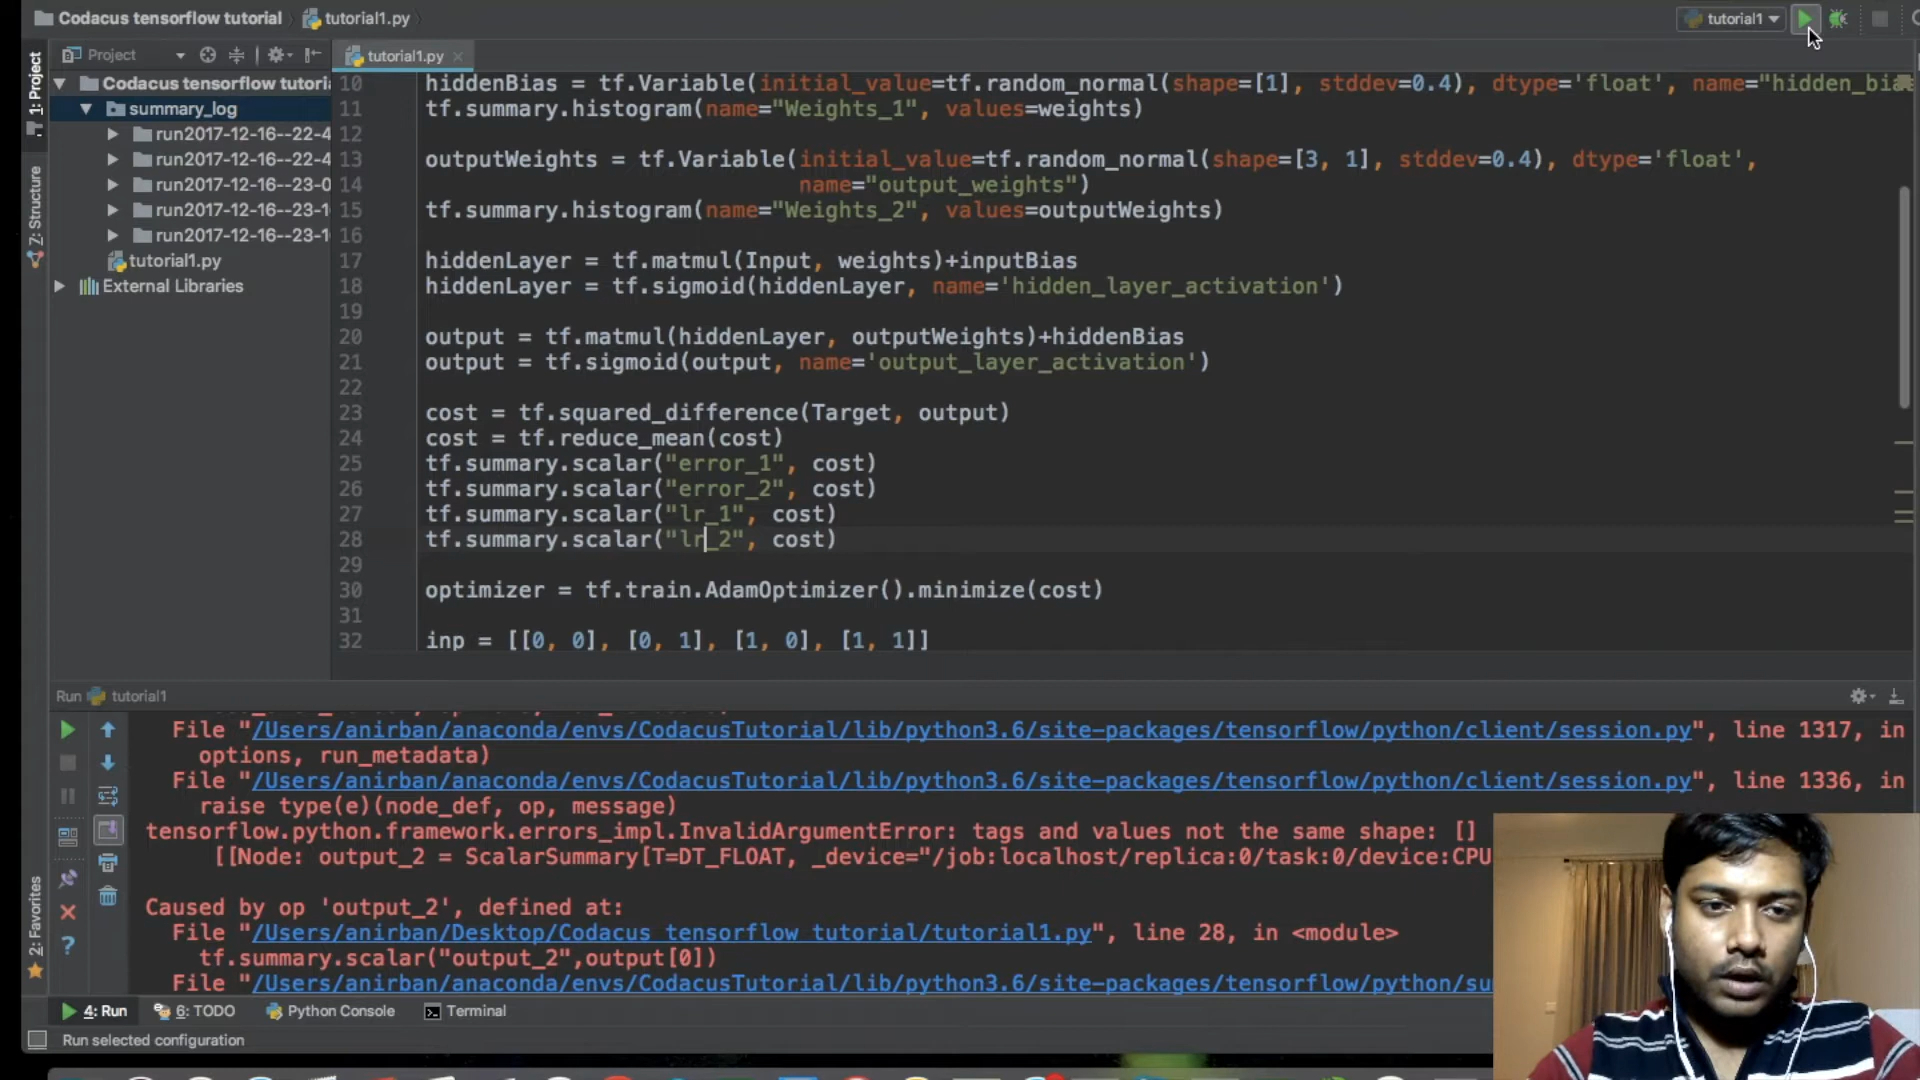 Codacus tensorflow tutorial
tutorial1.py
tutorial1
Project
tutorial1.py
1: Project
Z: Structure
2: Favorites
Codacus tensorflow tutori
summary_log
run2017-12-16--22-4
run2017-12-16--22-4
run2017-12-16--23-0
run2017-12-16--23-1
run2017-12-16--23-1
tutorial1.py
External Libraries
10 hiddenBias = tf.Variable(initial_value=tf.random_normal(shape=[1], stddev=0.4), dtype='float', name="hidden_bias
11 tf.summary.histogram(name="Weights_1", values=weights)
12
13 outputWeights = tf.Variable(initial_value=tf.random_normal(shape=[3, 1], stddev=0.4), dtype='float',
14 name="output_weights")
15 tf.summary.histogram(name="Weights_2", values=outputWeights)
16
17 hiddenLayer = tf.matmul(Input, weights)+inputBias
18 hiddenLayer = tf.sigmoid(hiddenLayer, name='hidden_layer_activation')
19
20 output = tf.matmul(hiddenLayer, outputWeights)+hiddenBias
21 output = tf.sigmoid(output, name='output_layer_activation')
22
23 cost = tf.squared_difference(Target, output)
24 cost = tf.reduce_mean(cost)
25 tf.summary.scalar("error_1", cost)
26 tf.summary.scalar("error_2", cost)
27 tf.summary.scalar("lr_1", cost)
28 tf.summary.scalar("lr_2", cost)
29
30 optimizer = tf.train.AdamOptimizer().minimize(cost)
31
32 inp = [[0, 0], [0, 1], [1, 0], [1, 1]]
Run tutorial1
File "/Users/anirban/anaconda/envs/CodacusTutorial/lib/python3.6/site-packages/tensorflow/python/client/session.py", line 1317, in
options, run_metadata)
File "/Users/anirban/anaconda/envs/CodacusTutorial/lib/python3.6/site-packages/tensorflow/python/client/session.py", line 1336, in
raise type(e)(node_def, op, message)
tensorflow.python.framework.errors_impl.InvalidArgumentError: tags and values not the same shape: []
[[Node: output_2 = ScalarSummary[T=DT_FLOAT, _device="/job:localhost/replica:0/task:0/device:CPU
Caused by op 'output_2', defined at:
File "/Users/anirban/Desktop/Codacus tensorflow tutorial/tutorial1.py", line 28, in <module>
tf.summary.scalar("output_2",output[0])
File "/Users/anirban/anaconda/envs/CodacusTutorial/lib/python3.6/site-packages/tensorflow/python/su
4: Run
6: TODO
Python Console
Terminal
Run selected configuration